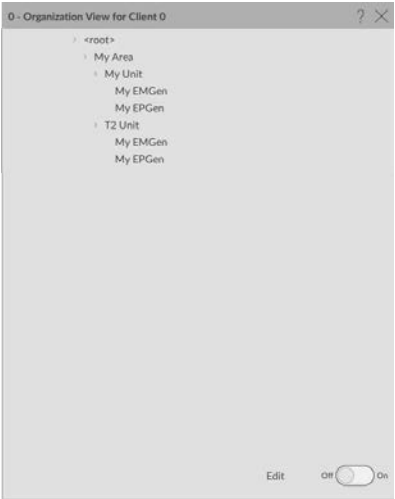 0 - Organization View for Client 0 ?
<root>
My Area
My Unit
My EMGen
My EPGen
T2 Unit
My EMGen
My EPGen
Edit Off On